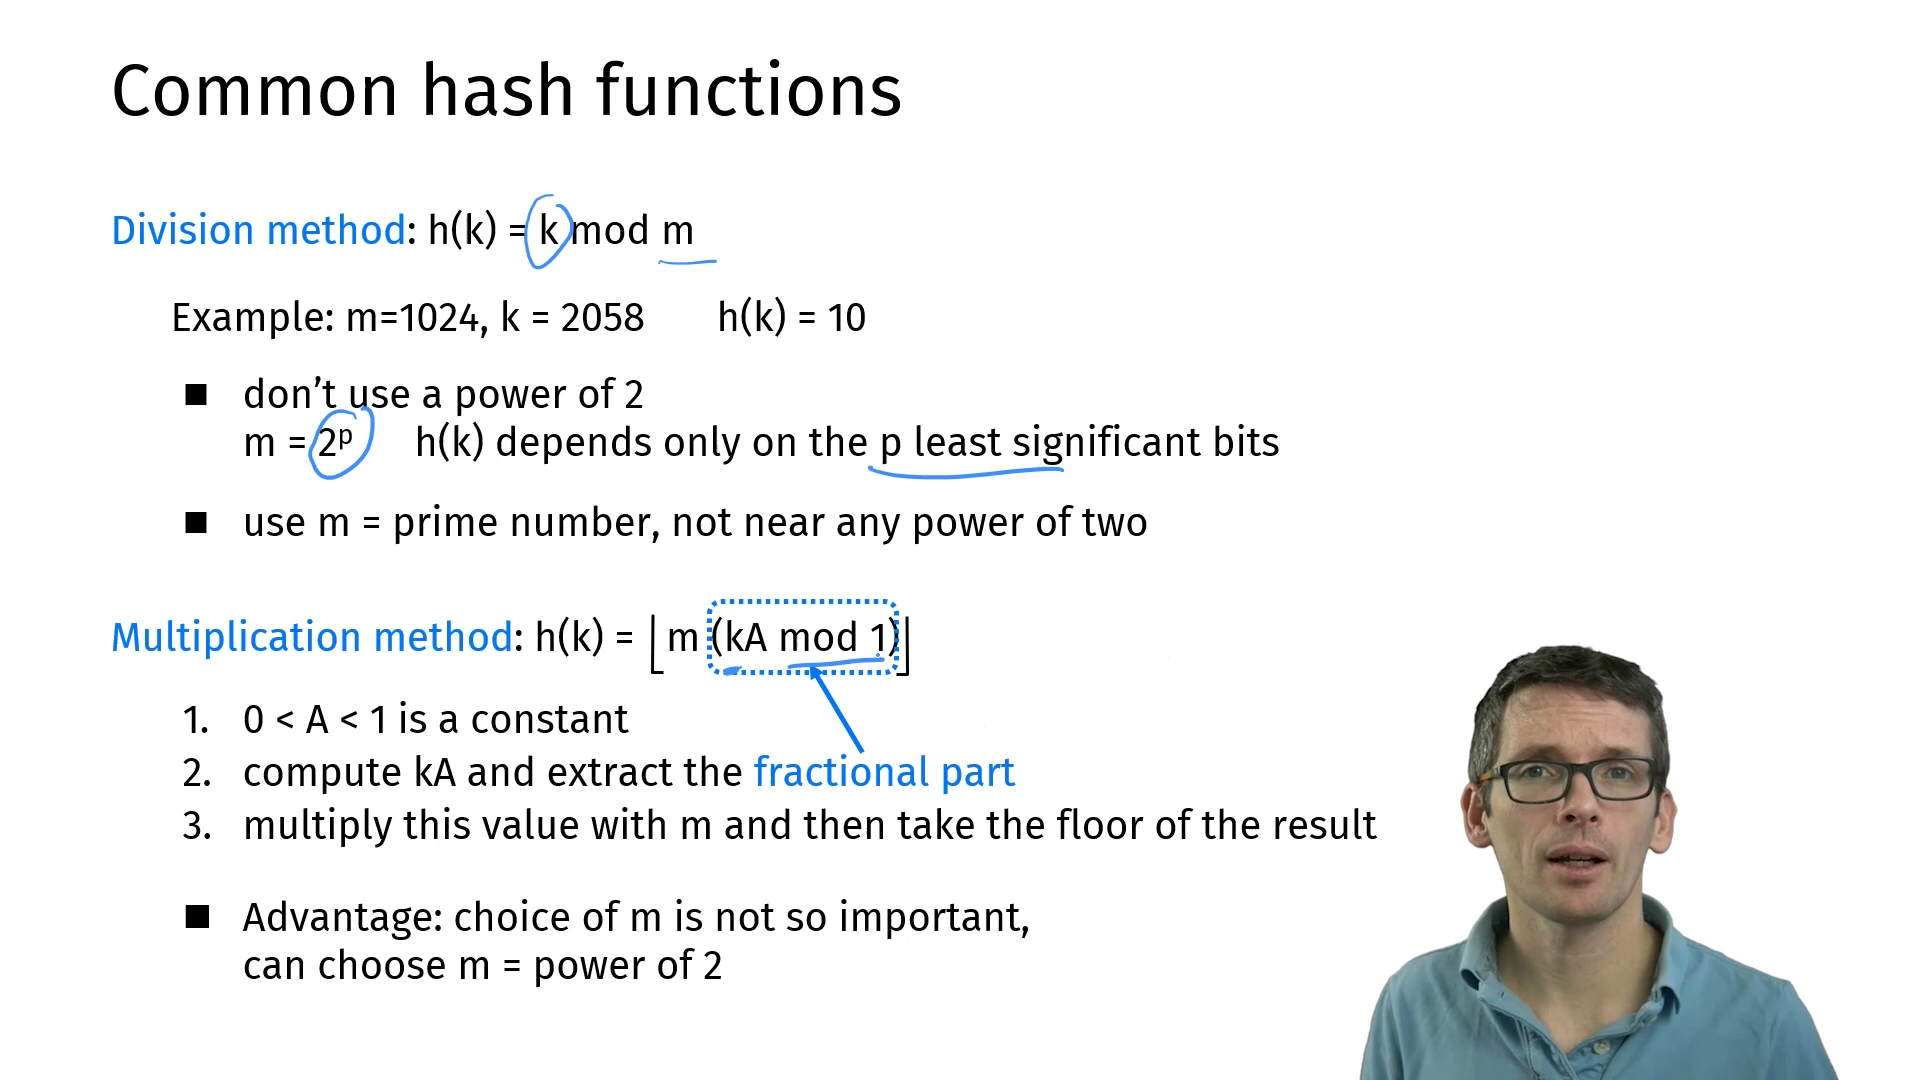 Common hash functions
Division method: h(k) = k mod m
Example: m=1024, k = 2058 h(k) = 10
■ don’t use a power of 2
m = 2ᵖ h(k) depends only on the p least significant bits
■ use m = prime number, not near any power of two
Multiplication method: h(k) = ⌊m (kA mod 1)⌋
1. 0 < A < 1 is a constant
2. compute kA and extract the fractional part
3. multiply this value with m and then take the floor of the result
■ Advantage: choice of m is not so important,
can choose m = power of 2